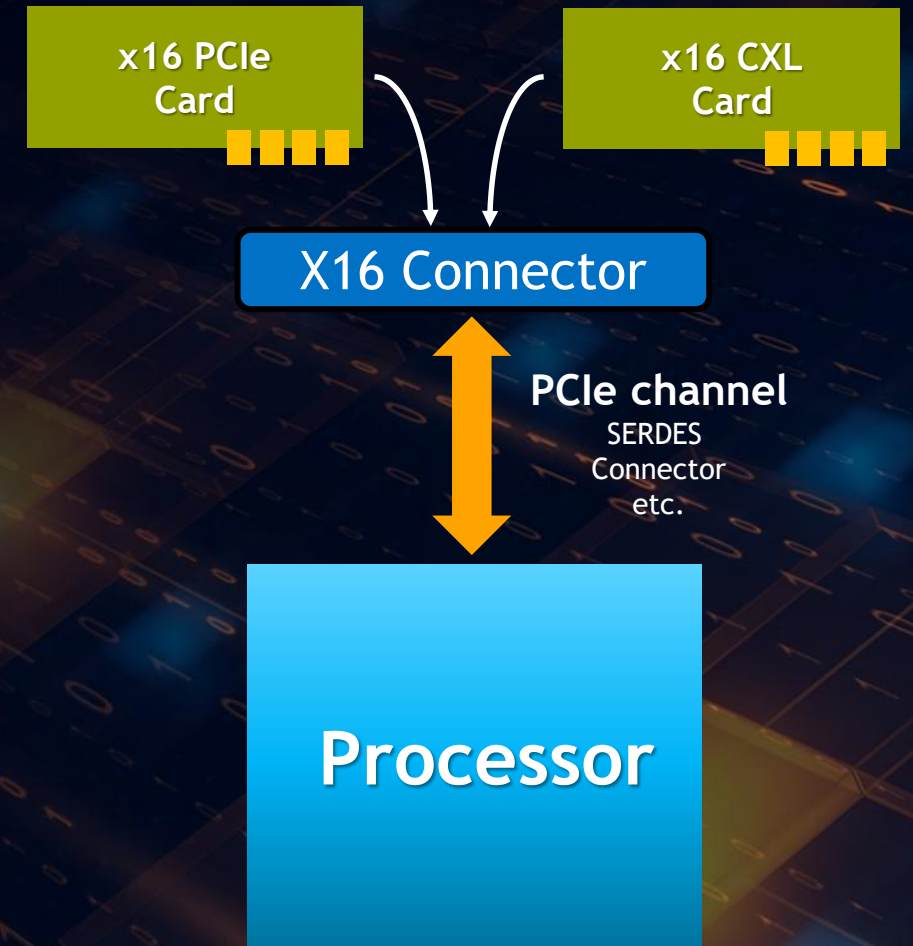 x16 PCIe
Card
x16 CXL
Card
X16 Connector
PCIe channel
SERDES
Connector
etc.
Processor